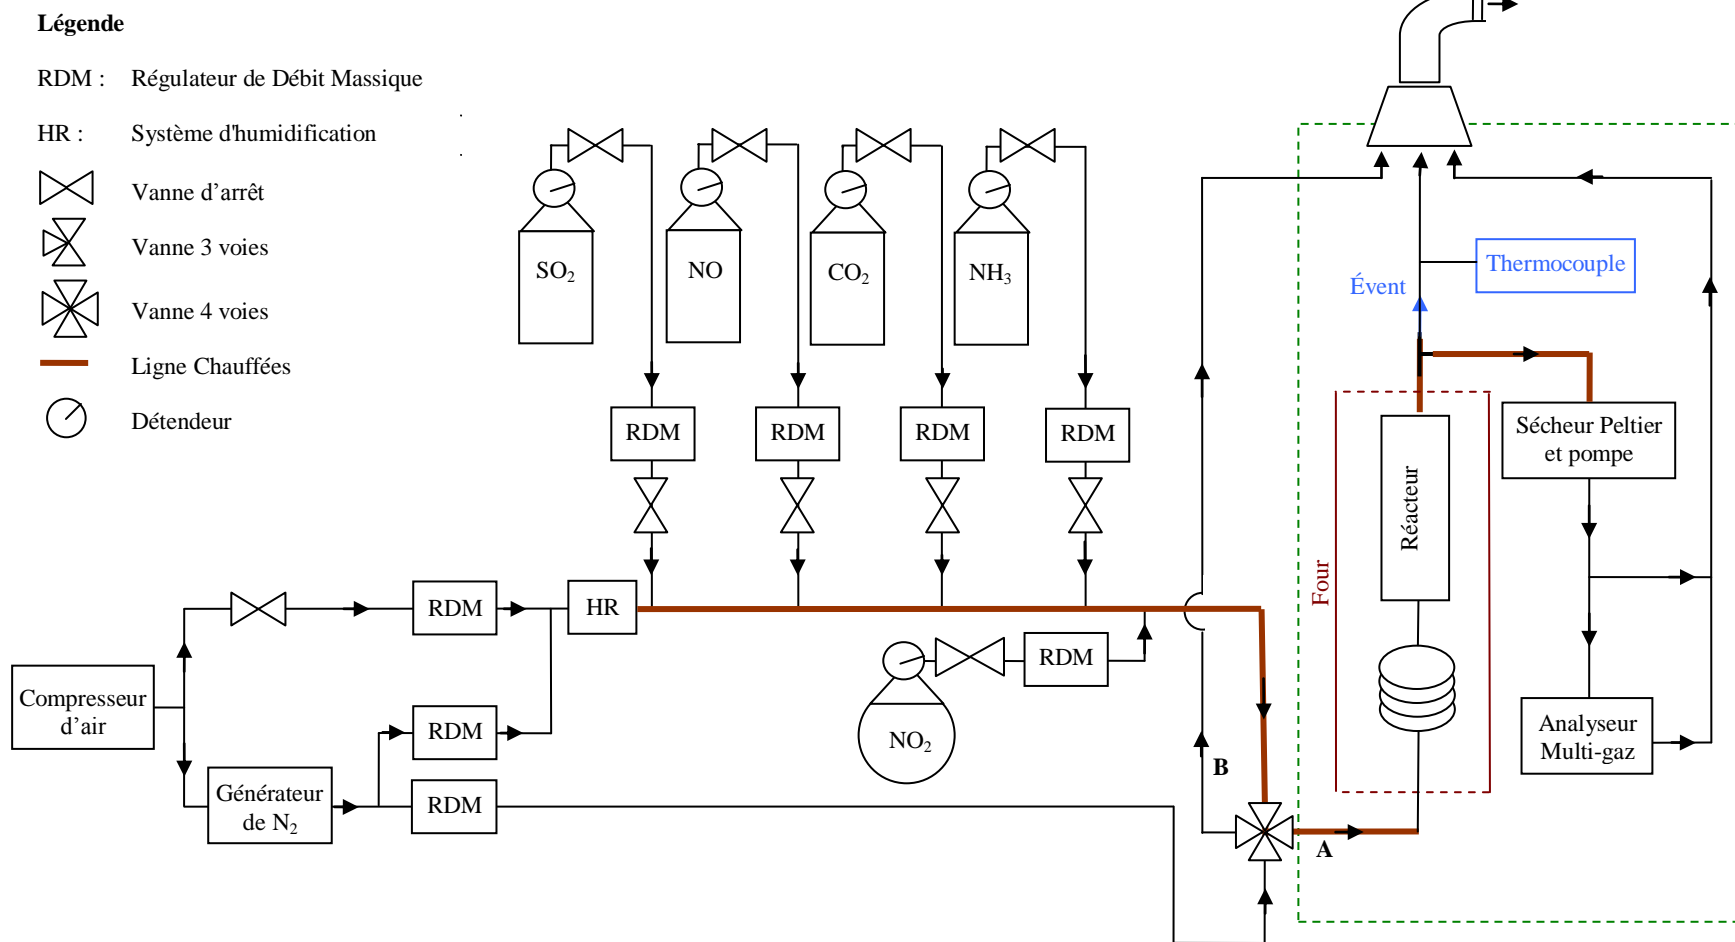 Légende
RDM : Régulateur de Débit Massique
HR : Système d'humidification
Vanne d'arrêt
Vanne 3 voies
Vanne 4 voies
Ligne Chauffées
Détendeur
SO2
NO
CO2
NH3
Thermocouple
Évent
RDM
RDM
RDM
RDM
Sécheur Peltier
et pompe
Réacteur
Four
RDM
HR
RDM
NO2
Compresseur
d'air
RDM
Analyseur
Multi-gaz
B
Générateur
de N2
RDM
A